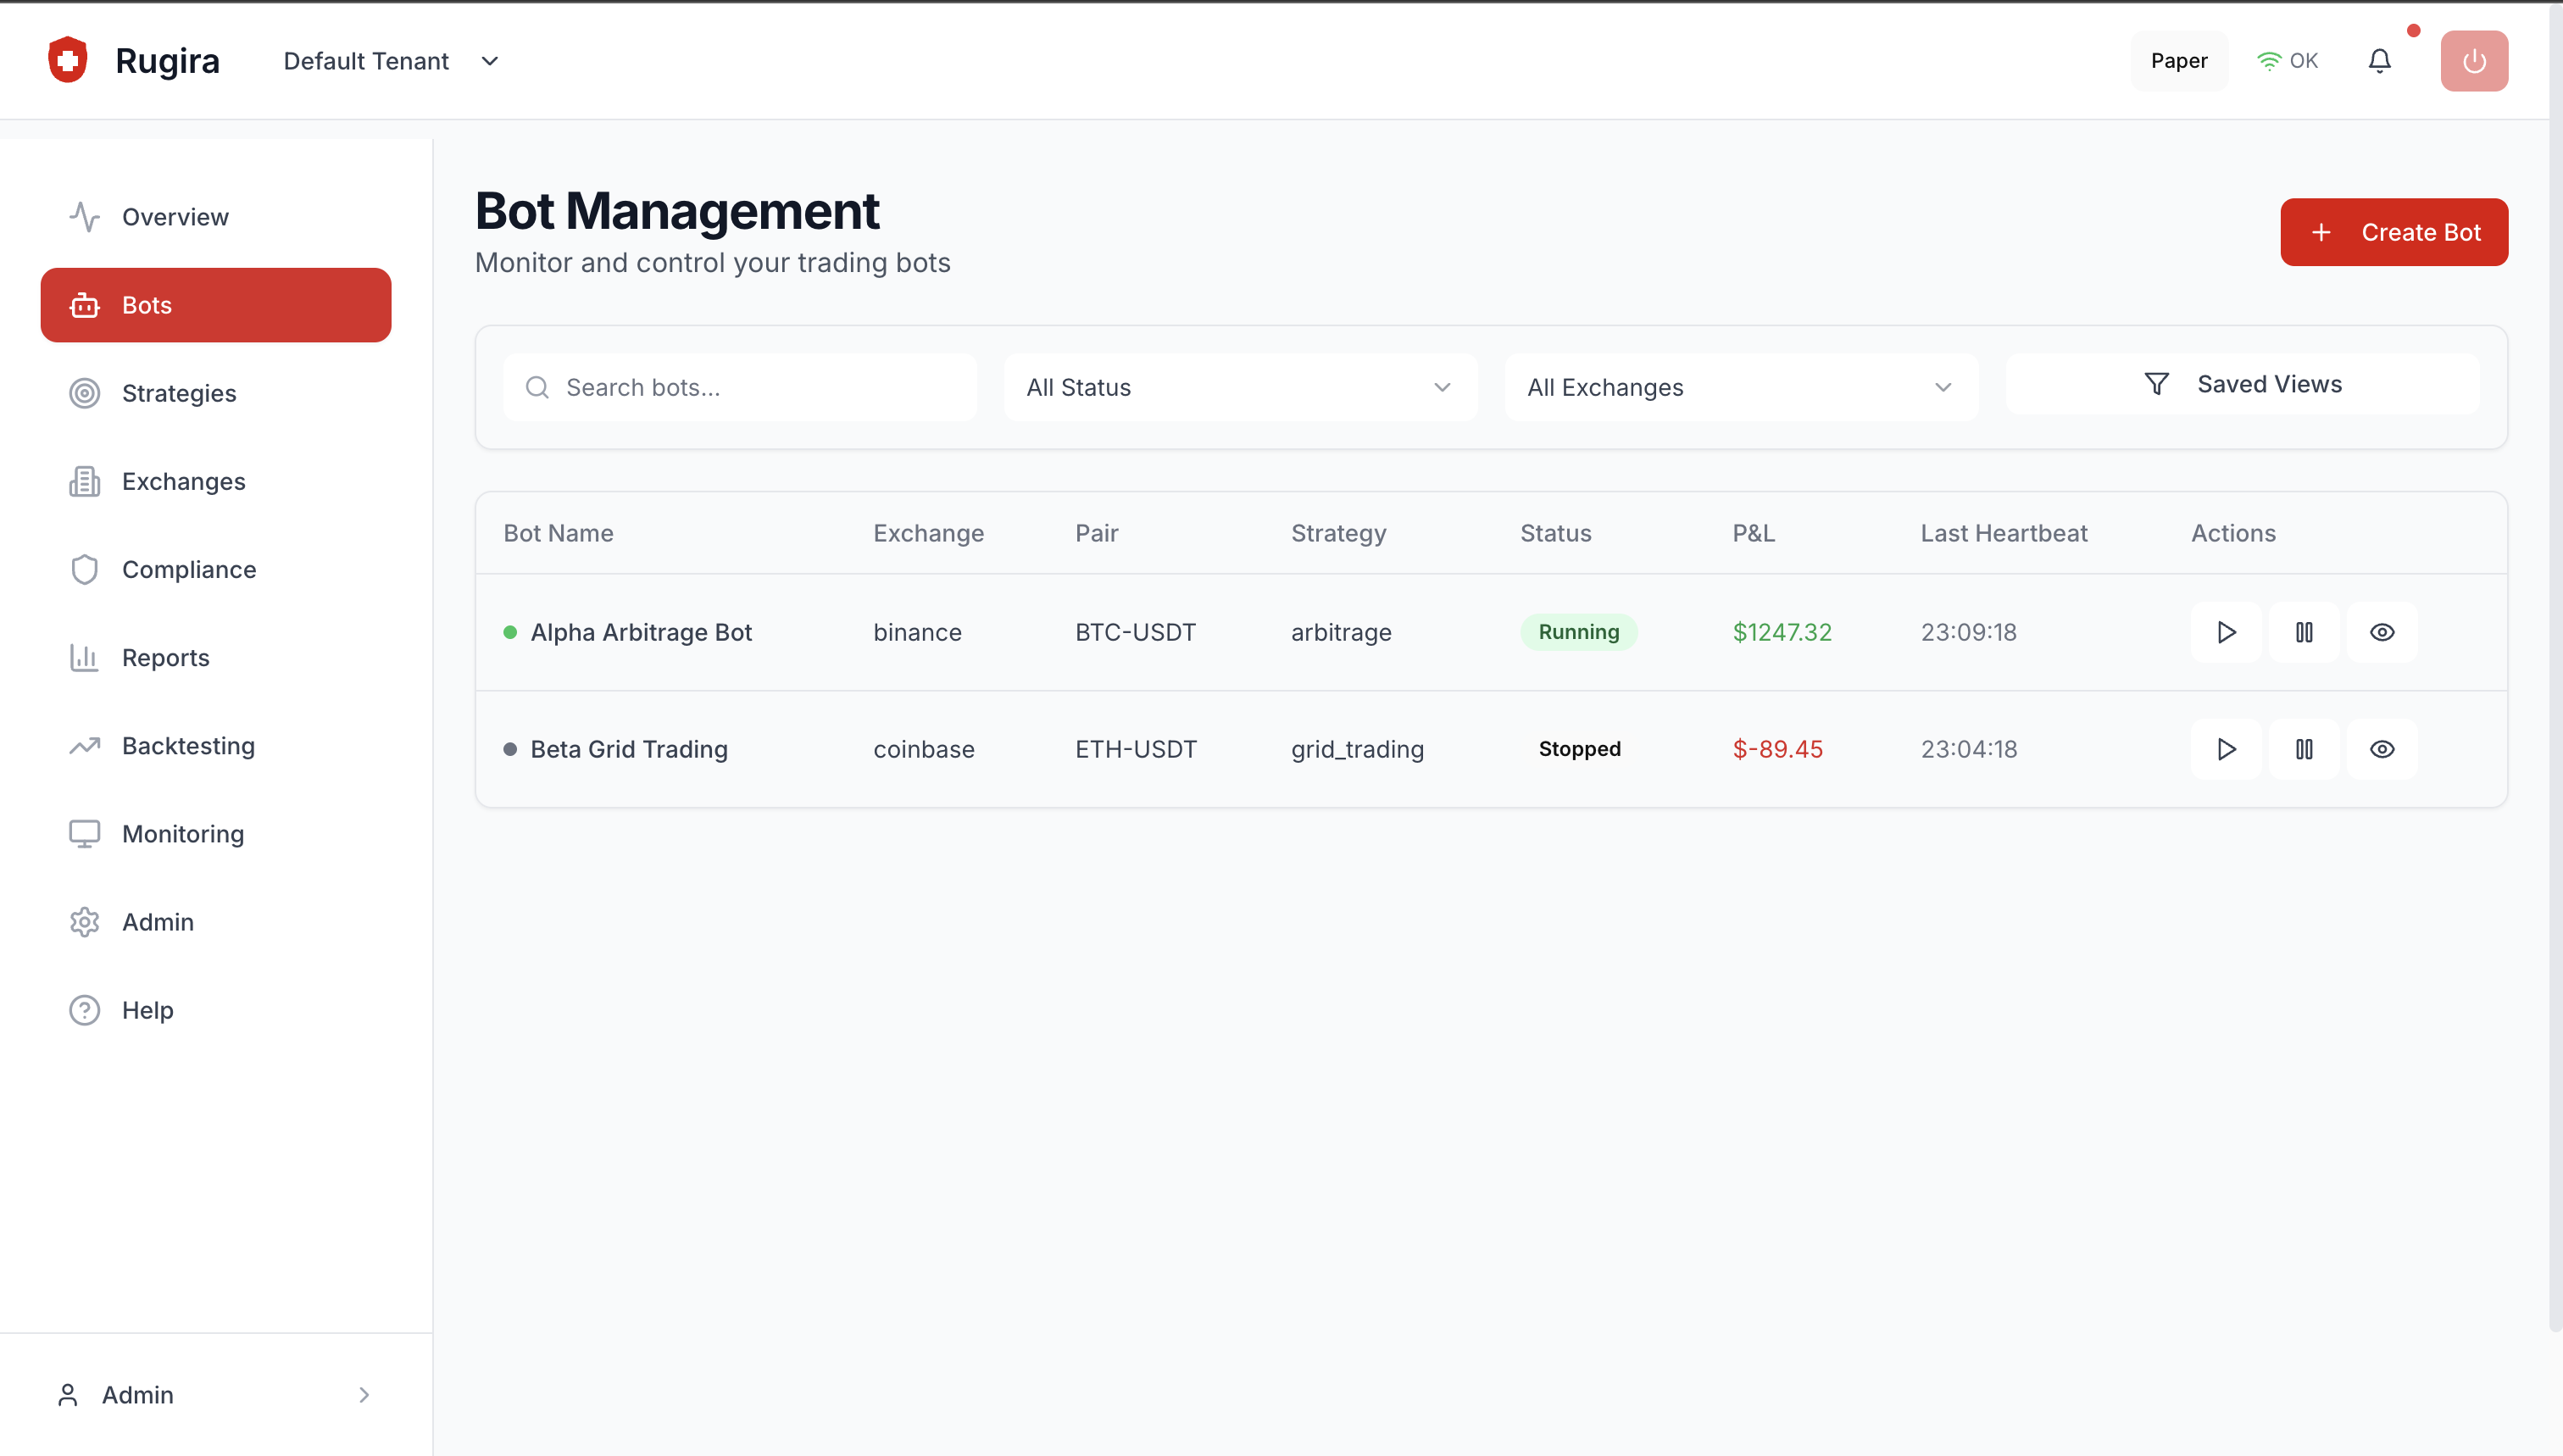 Rugira
Default Tenant
Paper
OK
Overview
Bots
Strategies
Exchanges
Compliance
Reports
Backtesting
Monitoring
Admin
Help
Admin
Bot Management
Monitor and control your trading bots
Create Bot
Search bots...
All Status
All Exchanges
Saved Views
Bot Name Exchange Pair Strategy Status P&L Last Heartbeat Actions
Alpha Arbitrage Bot binance BTC-USDT arbitrage Running $1247.32 23:09:18
Beta Grid Trading coinbase ETH-USDT grid_trading Stopped $-89.45 23:04:18